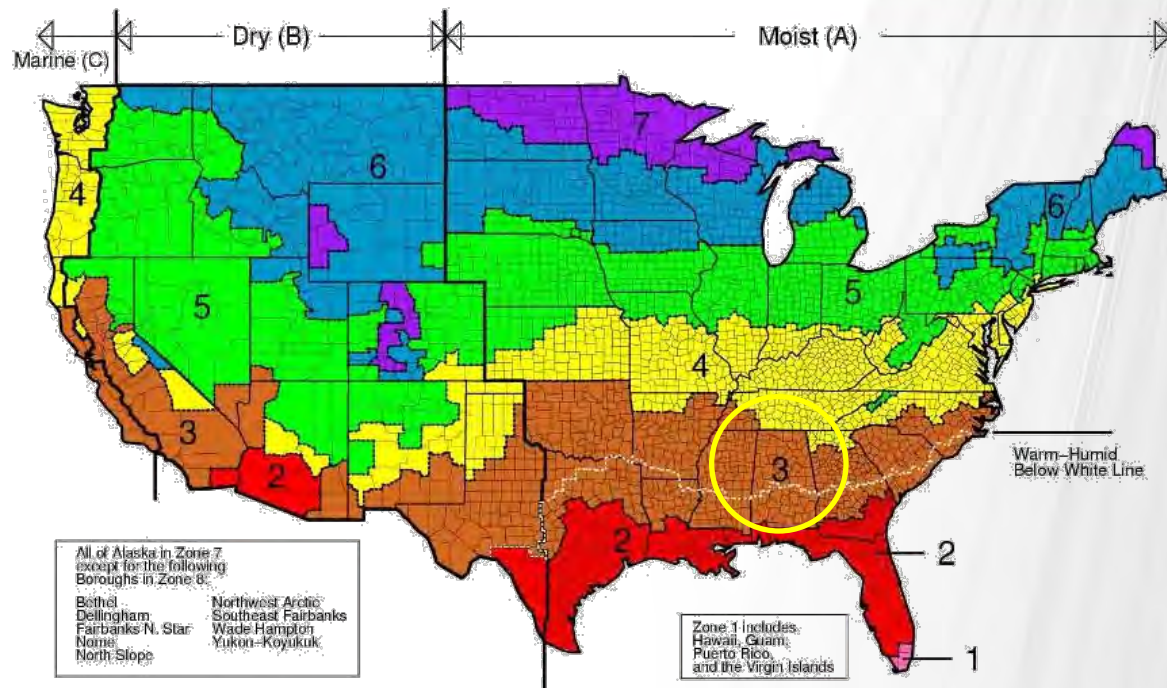 Marine (C)
Dry (B)
Moist (A)
7
6
4
6
5
5
4
3
3
2
2
Warm-Humid
Below White Line
2
1
All of Alaska in Zone 7
except for the following
Boroughs in Zone 8:
Bethel Northwest Arctic
Dellingham Southeast Fairbanks
Fairbanks N. Star Wade Hampton
Nome Yukon-Koyukuk
North Slope
Zone 1 includes
Hawaii, Guam,
Puerto Rico,
and the Virgin Islands